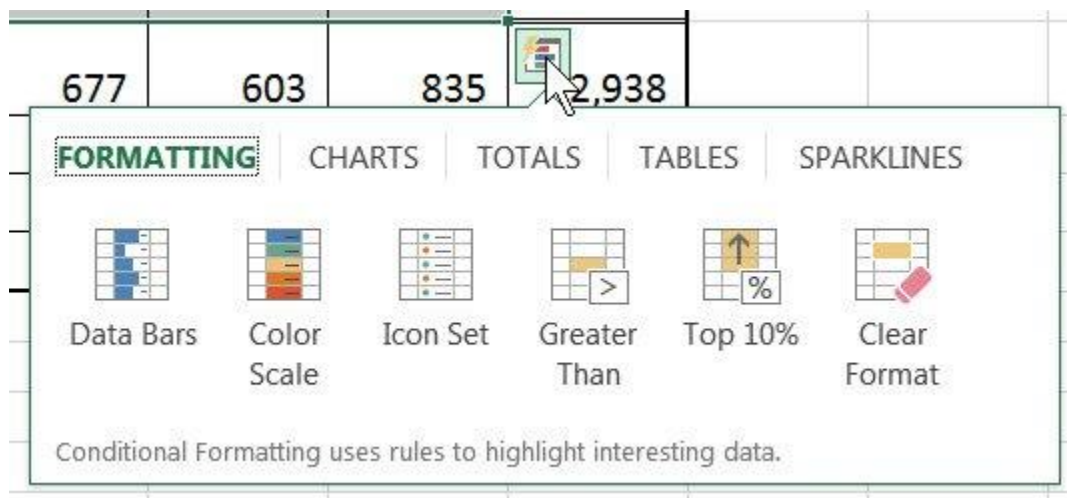 677 603 835 2,938
FORMATTING CHARTS TOTALS TABLES SPARKLINES
> %
Data Bars Color Scale Icon Set Greater Than Top 10% Clear Format
Conditional Formatting uses rules to highlight interesting data.